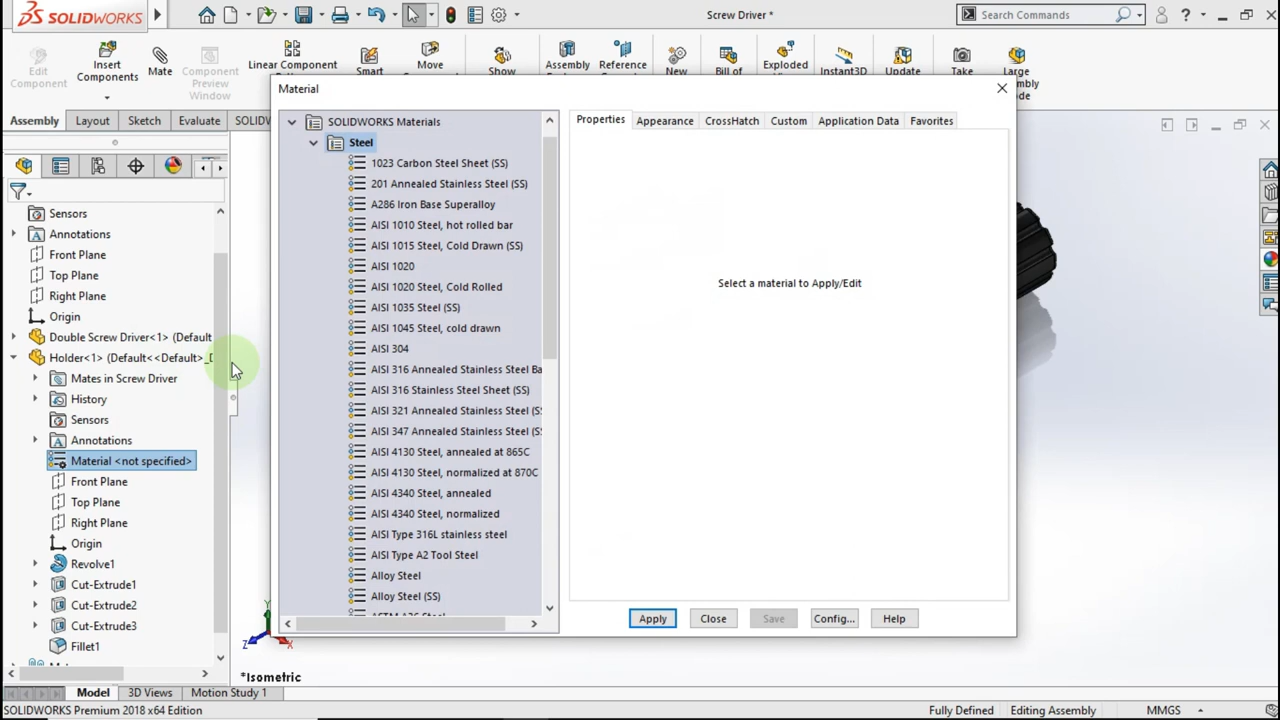 SOLIDWORKS
Screw Driver *
Search Commands
Edit
Component
Insert
Components
Mate
Component
Preview
Window
Linear Component
Smart
Move
Component
Show
Assembly
Reference
New
Bill of
Exploded
Instant3D
Update
Take
Large
Assembly
Layout
Sketch
Evaluate
SOLIDW
Material
SOLIDWORKS Materials
Steel
1023 Carbon Steel Sheet (SS)
201 Annealed Stainless Steel (SS)
A286 Iron Base Superalloy
AISI 1010 Steel, hot rolled bar
AISI 1015 Steel, Cold Drawn (SS)
AISI 1020
AISI 1020 Steel, Cold Rolled
AISI 1035 Steel (SS)
AISI 1045 Steel, cold drawn
AISI 304
AISI 316 Annealed Stainless Steel Ba
AISI 316 Stainless Steel Sheet (SS)
AISI 321 Annealed Stainless Steel (SS
AISI 347 Annealed Stainless Steel (SS
AISI 4130 Steel, annealed at 865C
AISI 4130 Steel, normalized at 870C
AISI 4340 Steel, annealed
AISI 4340 Steel, normalized
AISI Type 316L stainless steel
AISI Type A2 Tool Steel
Alloy Steel
Alloy Steel (SS)
ASTM A36 Steel
Properties
Appearance
CrossHatch
Custom
Application Data
Favorites
Select a material to Apply/Edit
Apply
Close
Save
Config...
Help
Sensors
Annotations
Front Plane
Top Plane
Right Plane
Origin
Double Screw Driver<1> (Default
Holder<1> (Default<<Default>_D
Mates in Screw Driver
History
Sensors
Annotations
Material <not specified>
Front Plane
Top Plane
Right Plane
Origin
Revolve1
Cut-Extrude1
Cut-Extrude2
Cut-Extrude3
Fillet1
Y
Z
X
*Isometric
Model
3D Views
Motion Study 1
SOLIDWORKS Premium 2018 x64 Edition
Fully Defined
Editing Assembly
MMGS